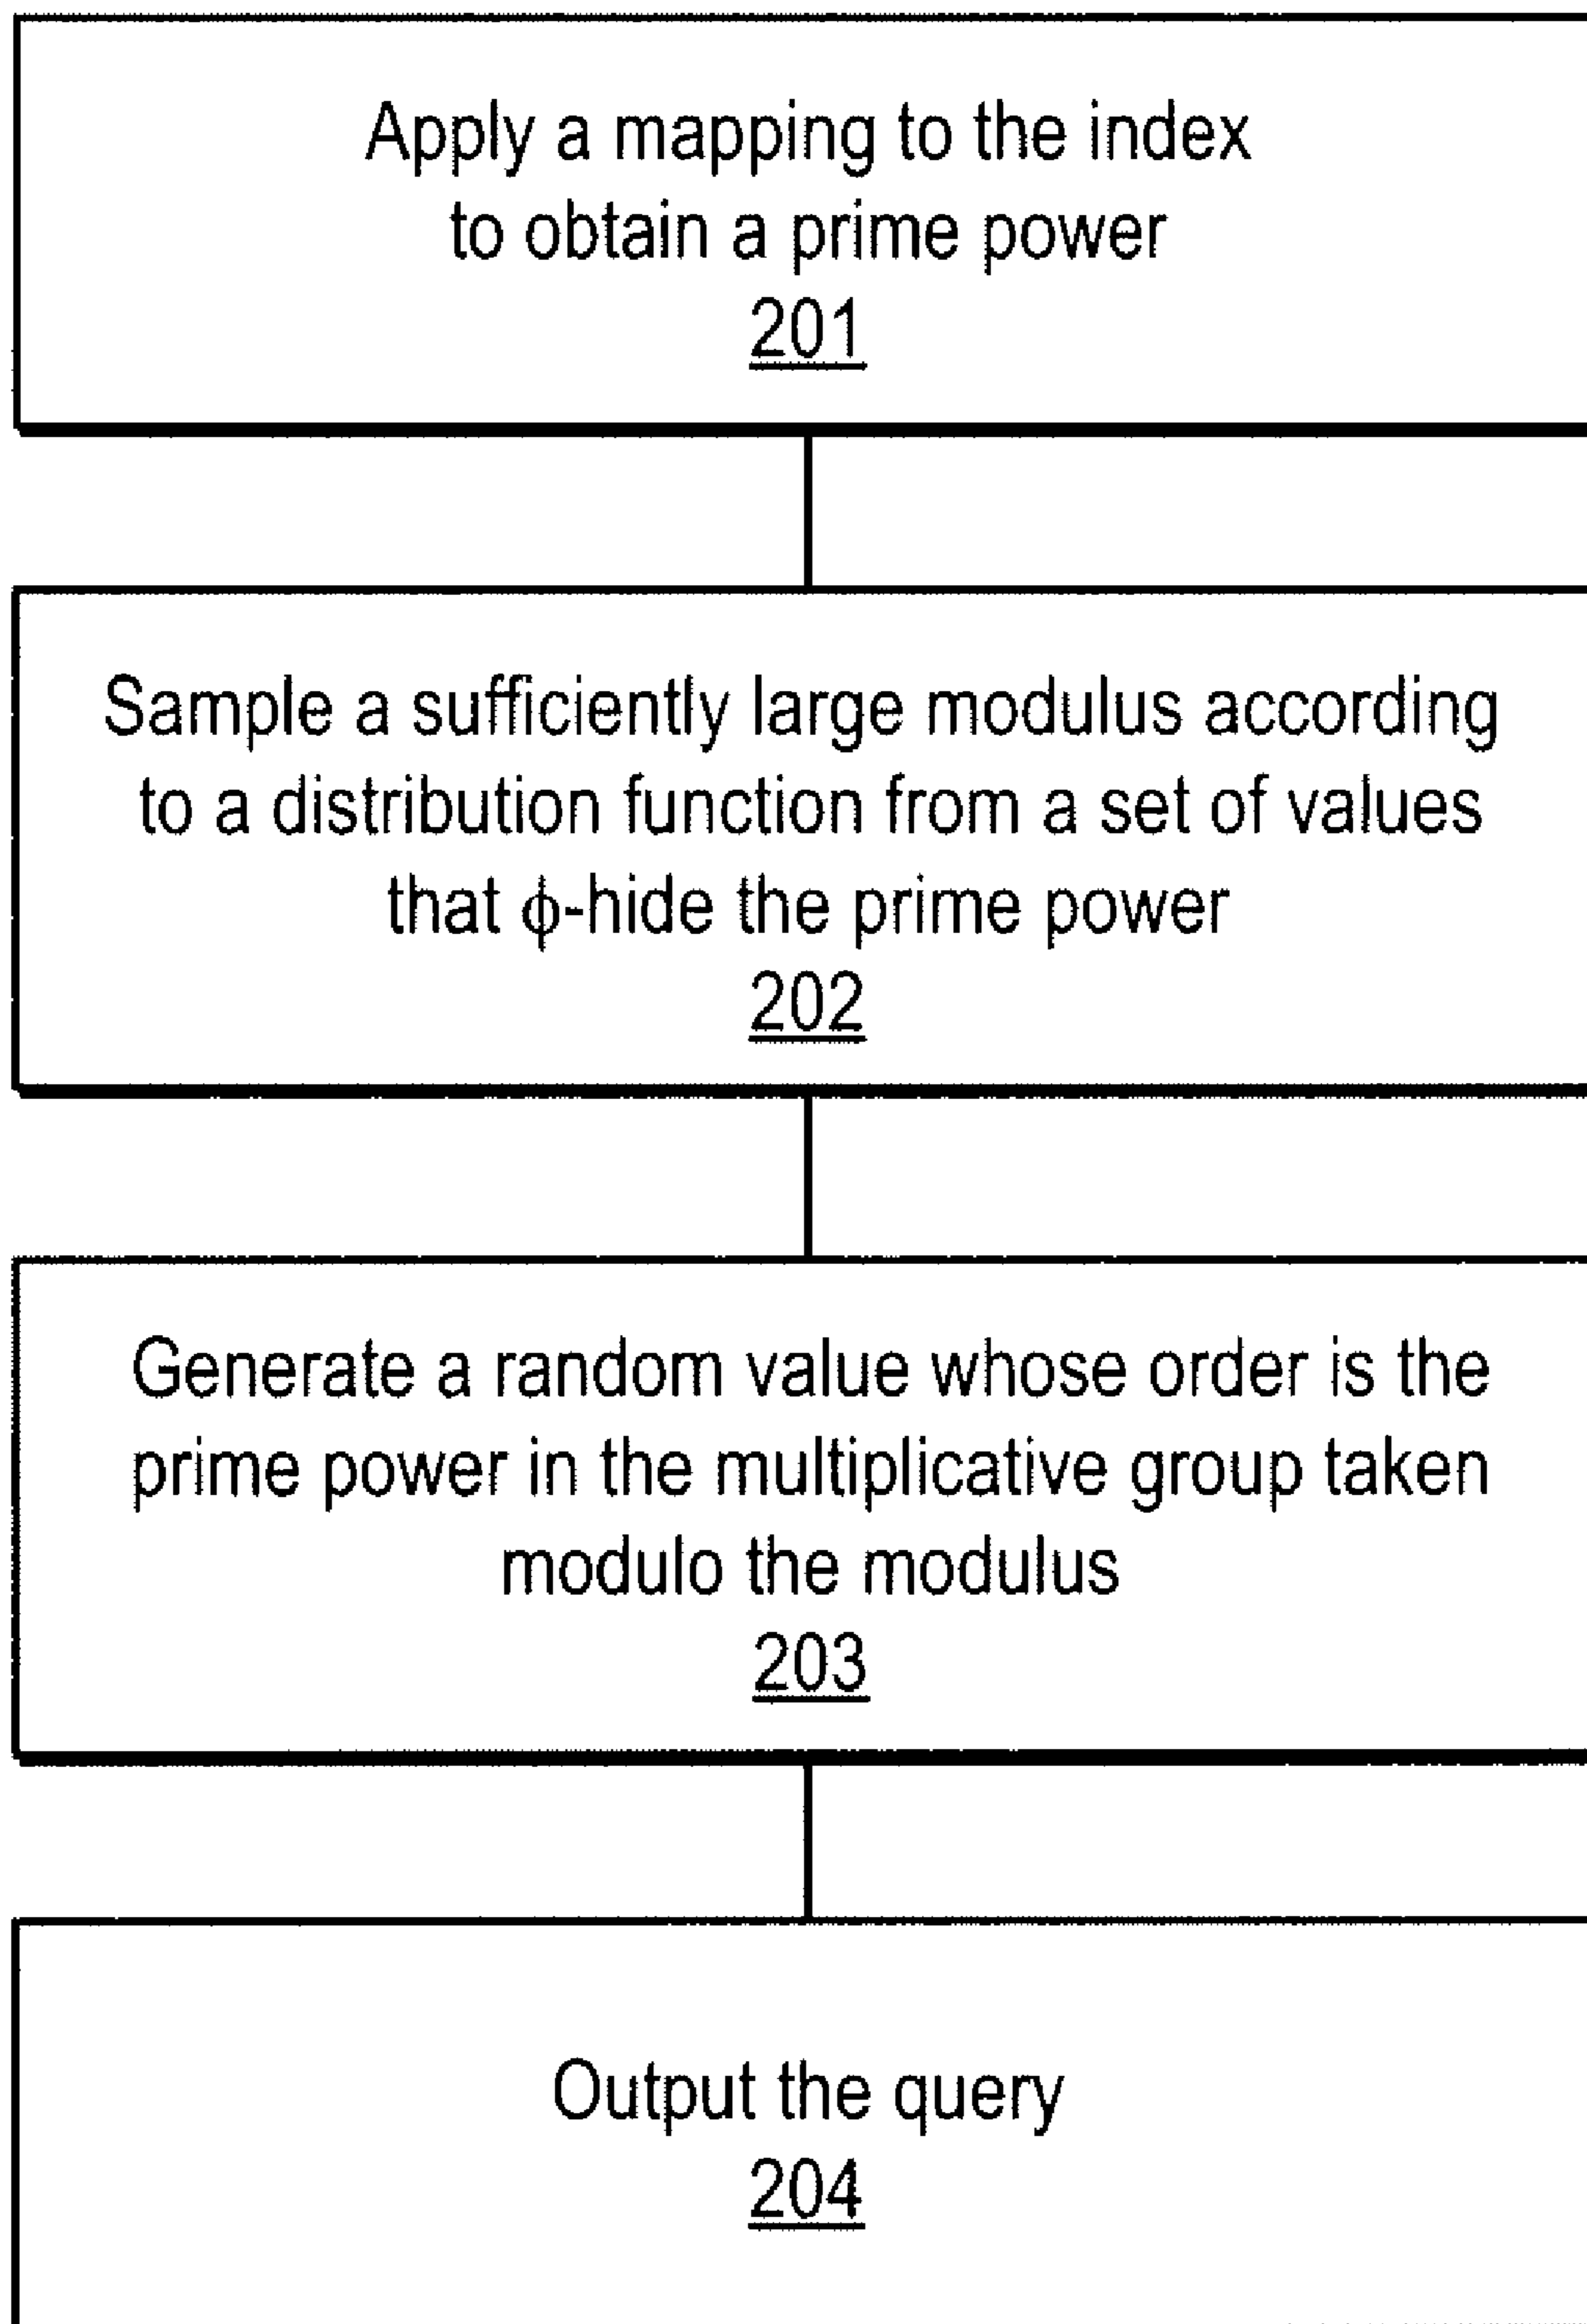 Apply a mapping to the index
to obtain a prime power
201
Sample a sufficiently large modulus according
to a distribution function from a set of values
that ϕ-hide the prime power
202
Generate a random value whose order is the
prime power in the multiplicative group taken
modulo the modulus
203
Output the query
204